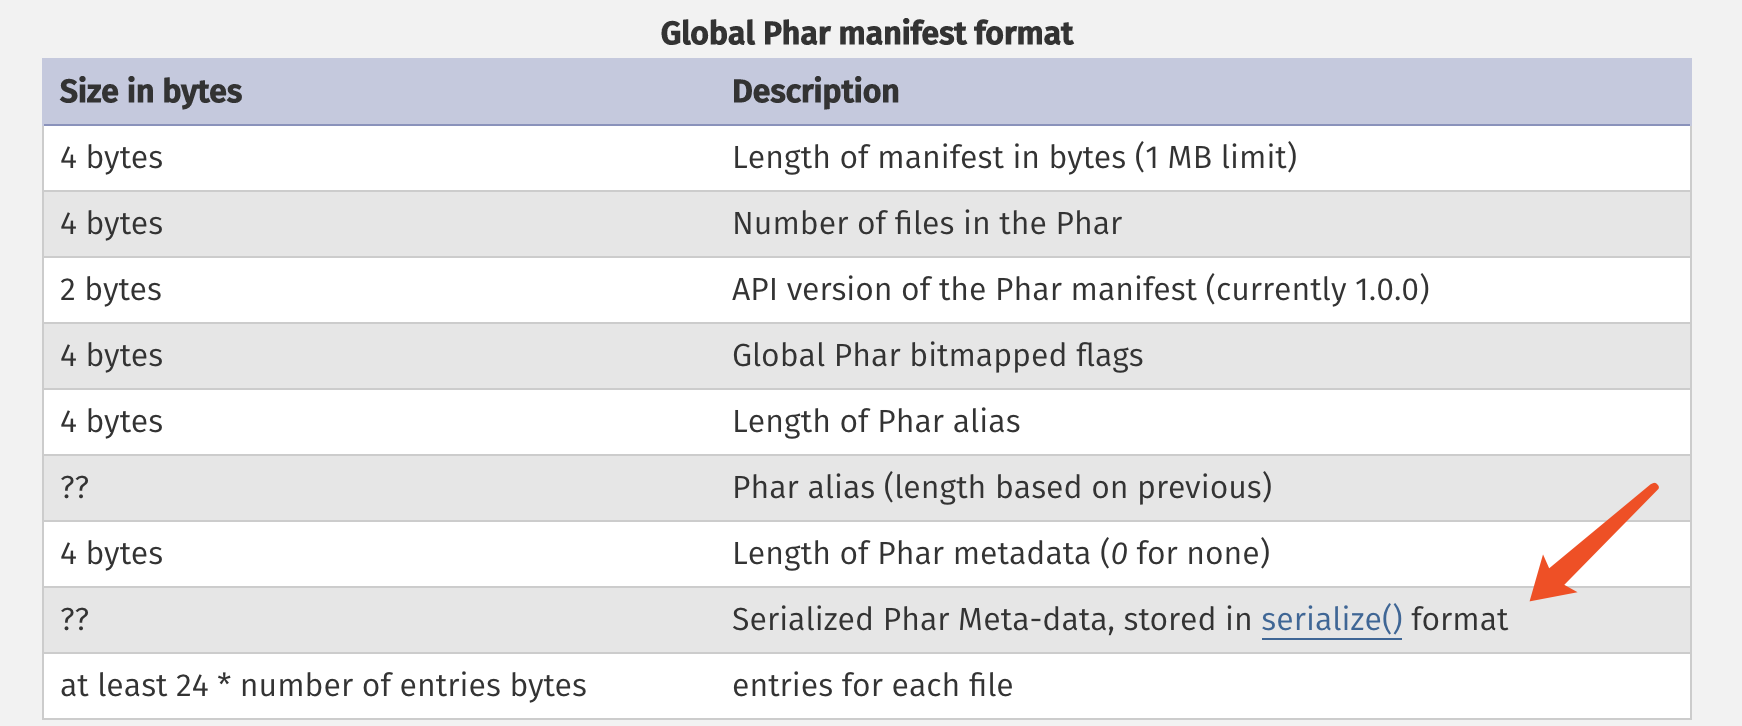 Global Phar manifest format
Size in bytes Description
4 bytes Length of manifest in bytes (1 MB limit)
4 bytes Number of files in the Phar
2 bytes API version of the Phar manifest (currently 1.0.0)
4 bytes Global Phar bitmapped flags
4 bytes Length of Phar alias
?? Phar alias (length based on previous)
4 bytes Length of Phar metadata (0 for none)
?? Serialized Phar Meta-data, stored in serialize() format
at least 24 * number of entries bytes entries for each file